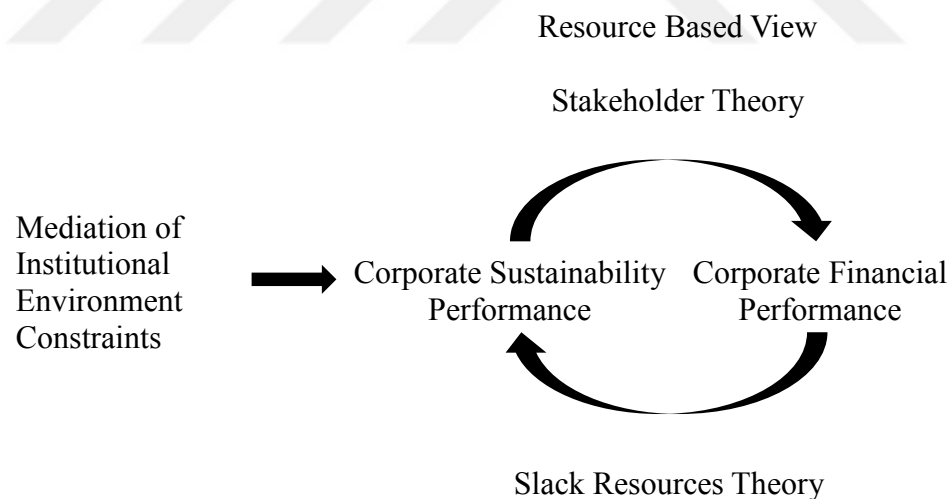 Resource Based View
Stakeholder Theory
Mediation of
Institutional
Environment
Constraints
Corporate Sustainability
Performance
Corporate Financial
Performance
Slack Resources Theory